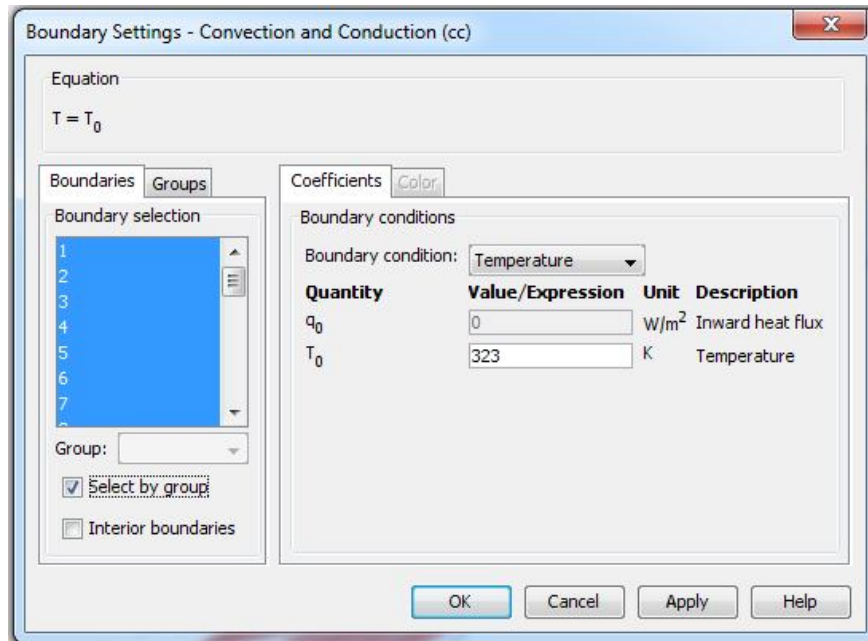 Boundary Settings - Convection and Conduction (cc)
Equation
T = T₀
Boundaries Groups
Boundary selection
1
2
3
4
5
6
7
Group:
Select by group
Interior boundaries
Coefficients Color
Boundary conditions
Boundary condition: Temperature
Quantity Value/Expression Unit Description
q₀ 0 W/m² Inward heat flux
T₀ 323 K Temperature
OK Cancel Apply Help